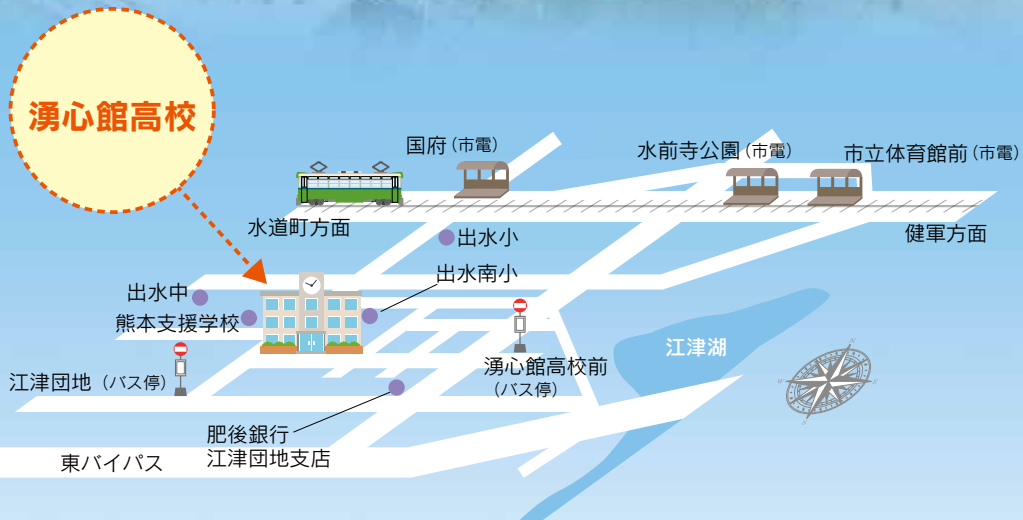 湧心館高校
国府（市電）
水前寺公園（市電）
市立体育館前（市電）
水道町方面
健軍方面
出水小
出水南小
出水中
熊本支援学校
江津団地（バス停）
湧心館高校前
（バス停）
江津湖
肥後銀行
江津団地支店
東バイパス